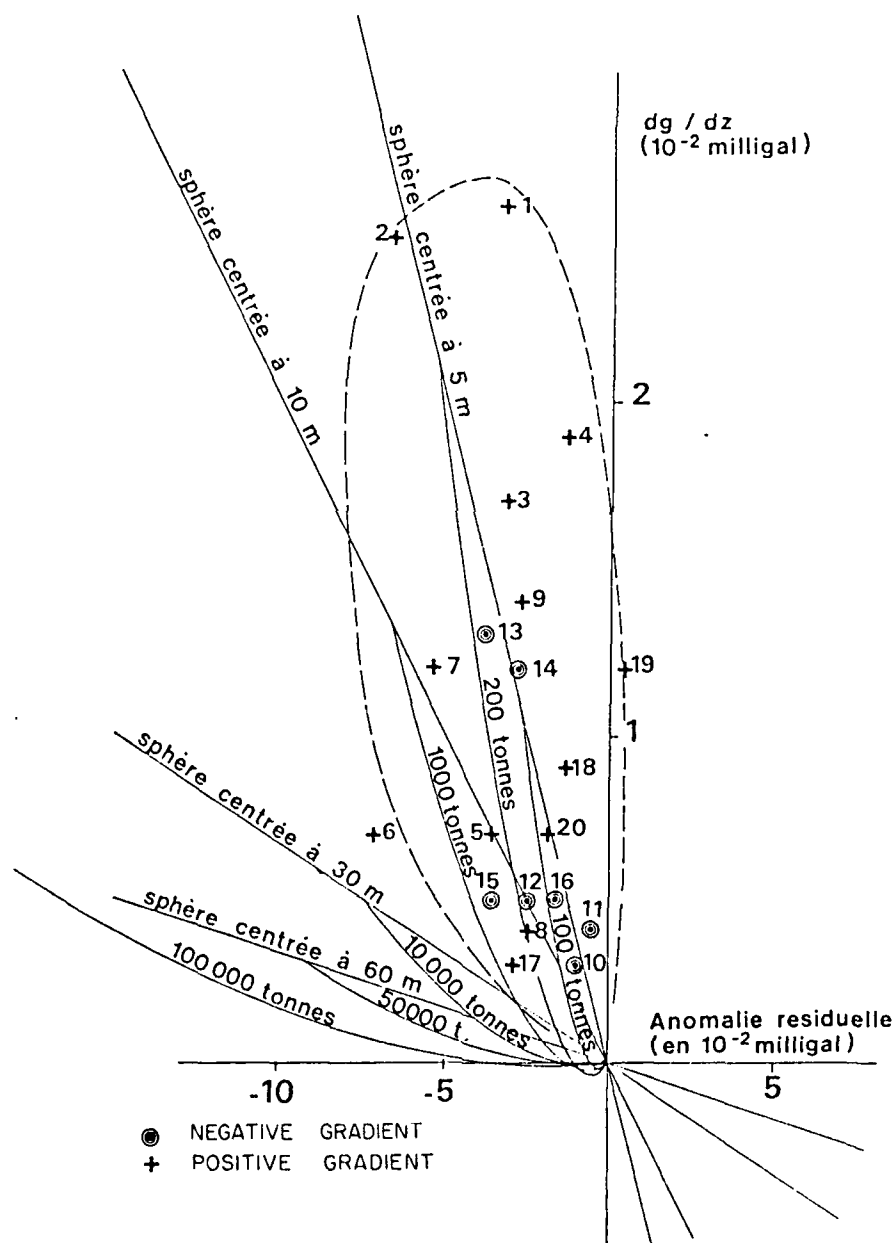 dg / dz
(10⁻² milligal)
sphère centrée à 5 m
sphère centrée à 10 m
1
2
2
4
3
9
13
7
14
19
1
200 tonnes
18
1000 tonnes
sphère centrée à 30 m
6
5
20
15
12
16
11
8
100 tonnes
10
17
sphère centrée à 60 m
10 000 tonnes
100 000 tonnes
50000 t.
Anomalie residuelle
(en 10⁻² milligal)
-10
-5
5
NEGATIVE GRADIENT
POSITIVE GRADIENT